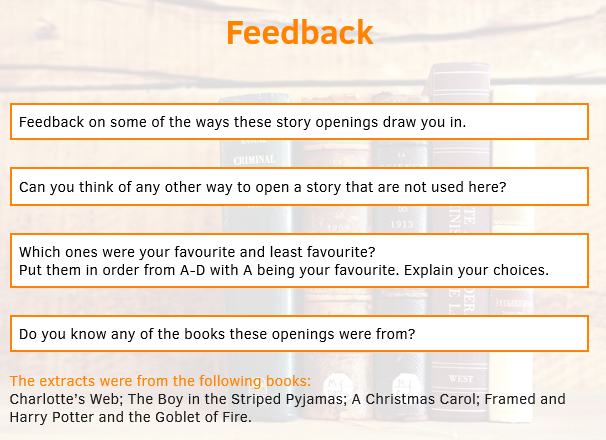 Feedback
Feedback on some of the ways these story openings draw you in.
CRIMINAL
Can you think of any other way to open a story that are not used here?
1913
Which ones were your favourite and least favourite?
Put them in order from A-D with A being your favourite. Explain your choices.
Do you know any of the books these openings were from?
WEST
The extracts were from the following books:
Charlotte's Web; The Boy in the Striped Pyjamas; A Christmas Carol; Framed and
Harry Potter and the Goblet of Fire.